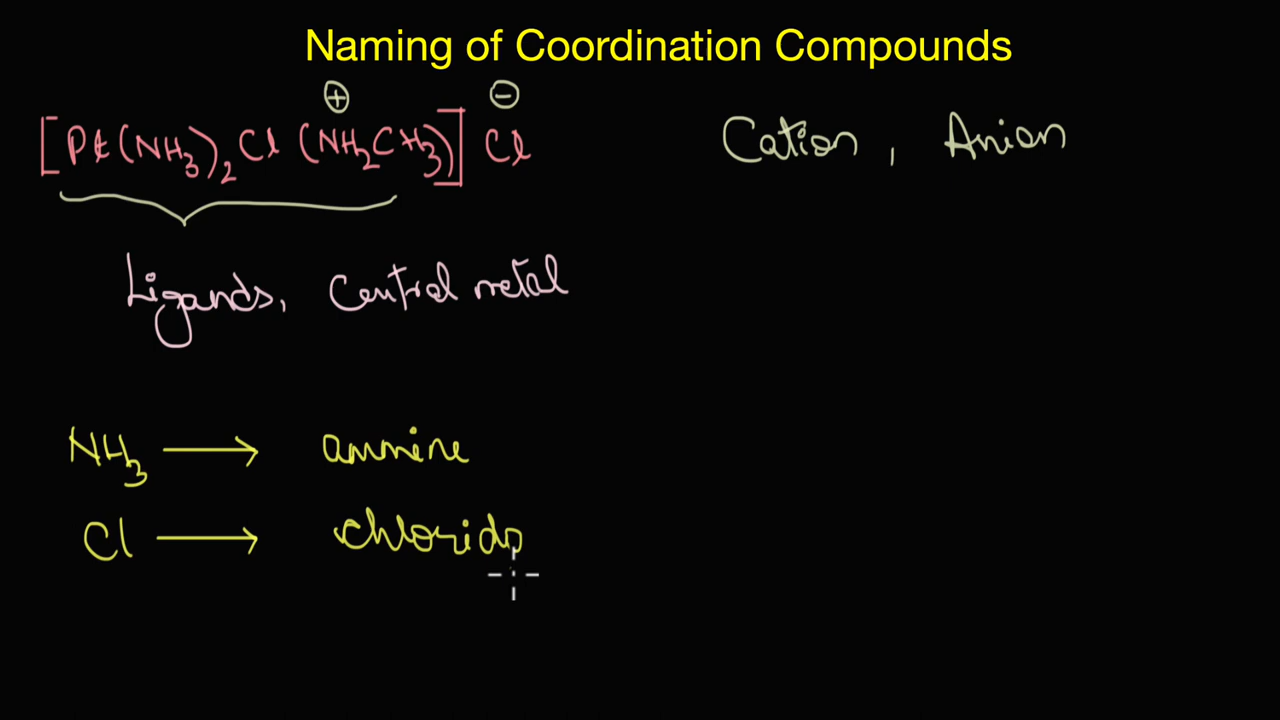 Naming of Coordination Compounds
⊕ ⊖
[Pt(NH₃)₂Cl(NH₂CH₃)]Cl Cation, Anion
Ligands, Central metal
NH₃ → ammine
Cl → chlorido